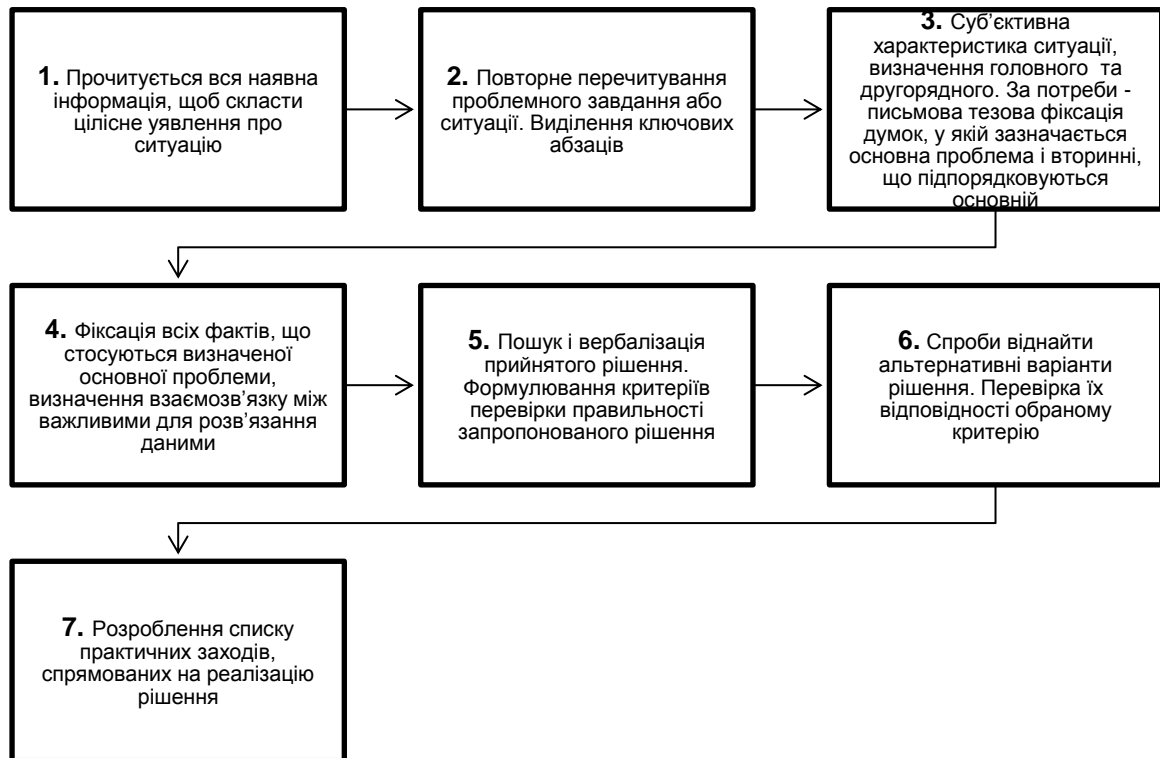 1. Прочитується вся наявна
інформація, щоб скласти
цілісне уявлення про
ситуацію
2. Повторне перечитування
проблемного завдання або
ситуації. Виділення ключових
абзаців
3. Суб’єктивна
характеристика ситуації,
визначення головного та
другорядного. За потреби -
письмова тезова фіксація
думок, у якій зазначається
основна проблема і вторинні,
що підпорядковуються
основній
4. Фіксація всіх фактів, що
стосуються визначеної
основної проблеми,
визначення взаємозв’язку між
важливими для розв’язання
даними
5. Пошук і вербалізація
прийнятого рішення.
Формулювання критеріїв
перевірки правильності
запропонованого рішення
6. Спроби віднайти
альтернативні варіанти
рішення. Перевірка їх
відповідності обраному
критерію
7. Розроблення списку
практичних заходів,
спрямованих на реалізацію
рішення